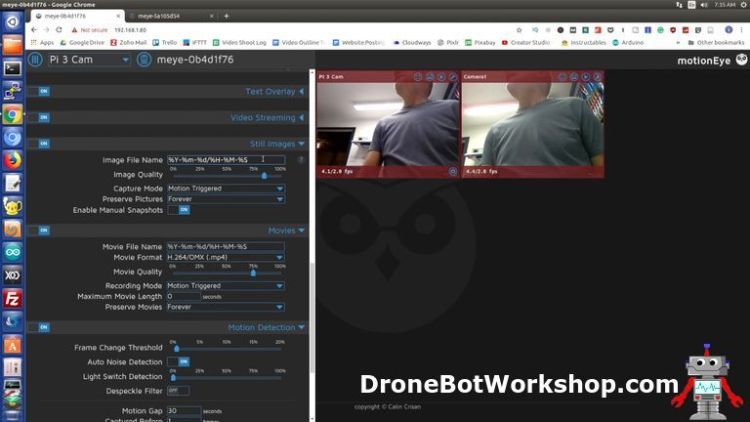 meye-0b4d1f76 - Google Chrome
En
7:35 AM
meye-0b4d1f76
meye-5a105d54
Not secure | 192.168.1.80
Apps
Google Drive
Zoho Mail
IFTTT
Video Shoot Log
Video Outline
Website Posting
Cloudways
Pixlr
Pixabay
Creator Studio
Instructables
Arduino
Other bookmarks
Pi 3 Cam
meye-0b4d1f76
motionEye
ON Text Overlay
ON Video Streaming
ON Still Images
Image File Name %Y-%m-%d/%H-%M-%S ?
0% 25% 50% 75% 100%
Image Quality
Capture Mode Motion Triggered
Preserve Pictures Forever
Enable Manual Snapshots ON
ON Movies
Movie File Name %Y-%m-%d/%H-%M-%S
Movie Format H.264/OMX (.mp4)
0% 25% 50% 75% 100%
Movie Quality
Recording Mode Motion Triggered
Maximum Movie Length 0 seconds
Preserve Movies Forever
ON Motion Detection
0% 5% 10% 15% 20%
Frame Change Threshold
Auto Noise Detection ON
0% 25% 50% 75% 100%
Light Switch Detection
Despeckle Filter OFF
Motion Gap 30 seconds
Captured Before 1 frames
Pi 3 Cam
Camera1
4.1/2.0 fps
4.4/2.0 fps
DroneBotWorkshop.com
copyright © Calin Crisan